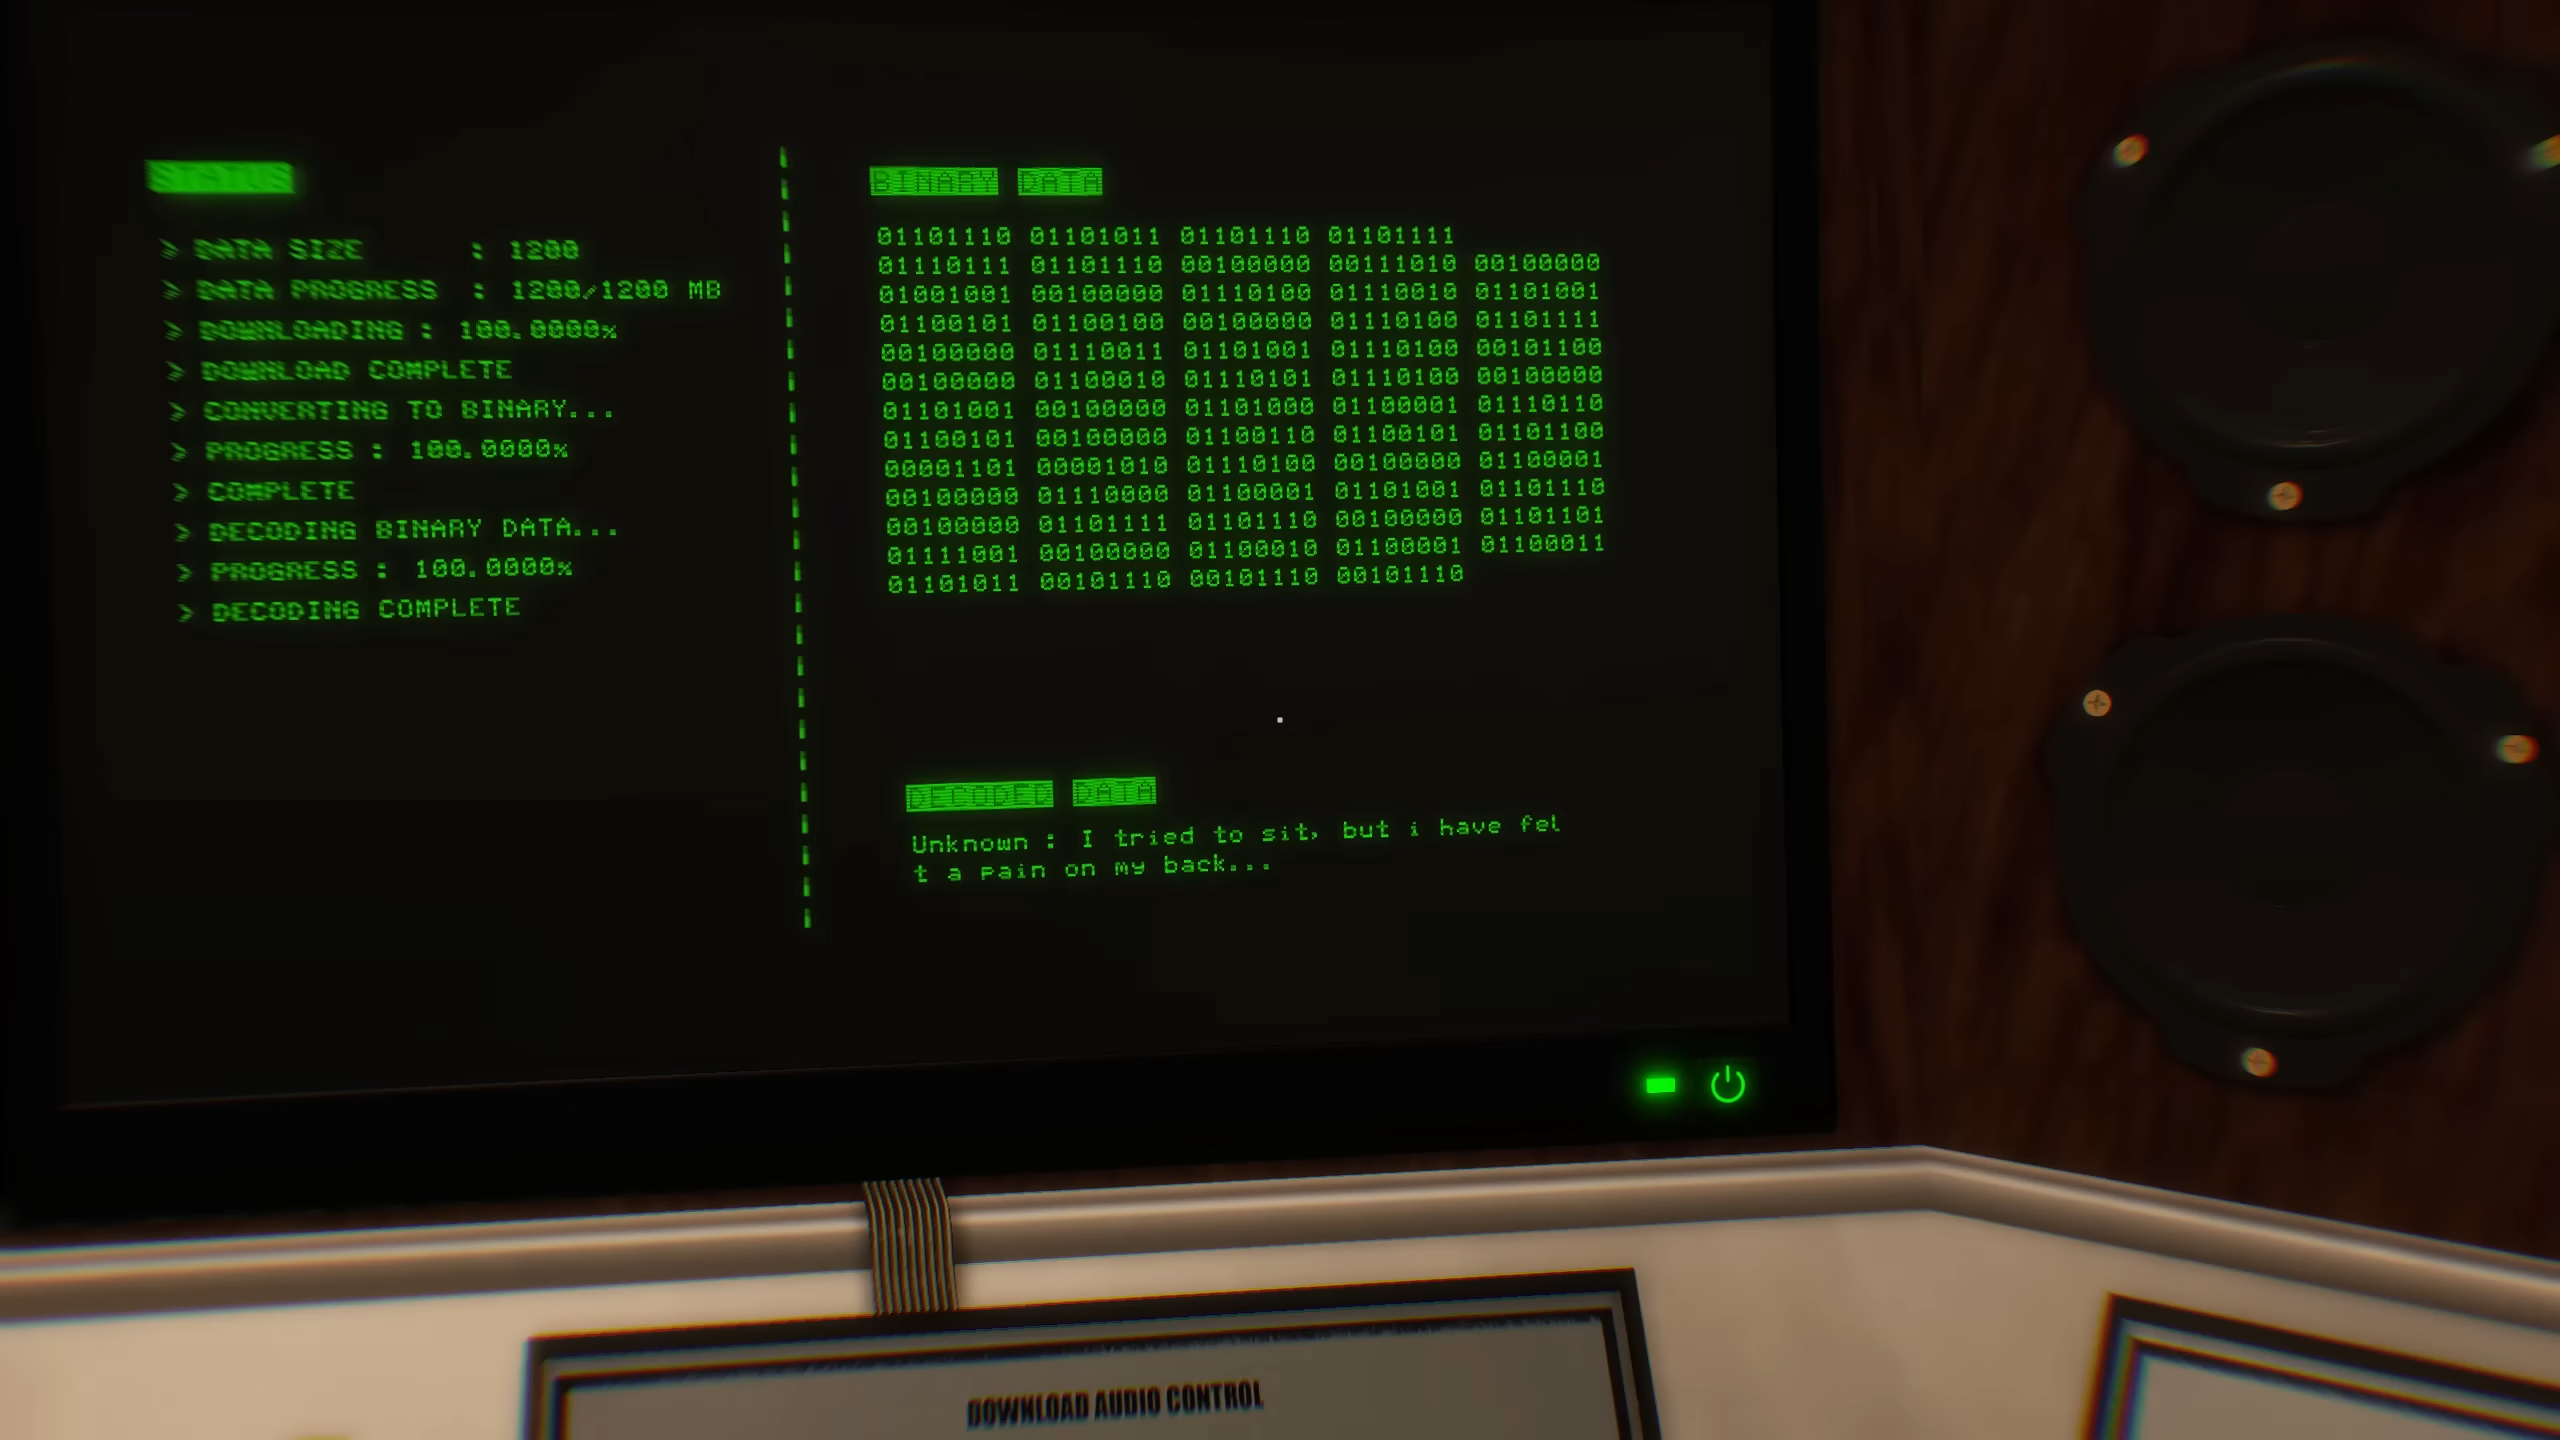 STATUS
> DATA SIZE : 1200
> DATA PROGRESS : 1200/1200 MB
> DOWNLOADING : 100.0000%
> DOWNLOAD COMPLETE
> CONVERTING TO BINARY...
> PROGRESS : 100.0000%
> COMPLETE
> DECODING BINARY DATA...
> PROGRESS : 100.0000%
> DECODING COMPLETE
BINARY DATA
01101110 01101011 01101110 01101111
01110111 01101110 00100000 00111010 00100000
01001001 00100000 01110100 01110010 01101001
01100101 01100100 00100000 01110100 01101111
00100000 01110011 01101001 01110100 00101100
00100000 01100010 01110101 01110100 00100000
01101001 00100000 01101000 01100001 01110110
01100101 00100000 01100110 01100101 01101100
00001101 00001010 01110100 00100000 01100001
00100000 01110000 01100001 01101001 01101110
00100000 01101111 01101110 00100000 01101101
01111001 00100000 01100010 01100001 01100011
01101011 00101110 00101110 00101110
DECODED DATA
Unknown : I tried to sit, but i have fel
t a pain on my back...
DOWNLOAD AUDIO CONTROL